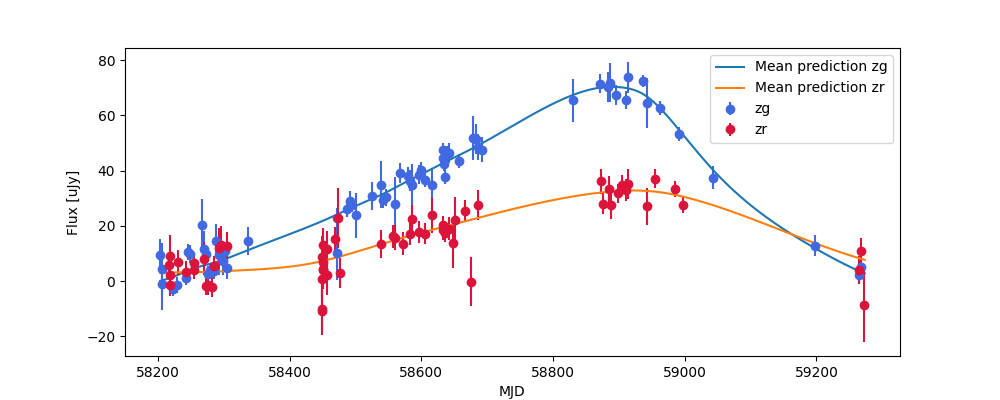 Flux [uJy]
80
60
40
20
0
−20
58200 58400 58600 58800 59000 59200
MJD
Mean prediction zg
Mean prediction zr
zg
zr